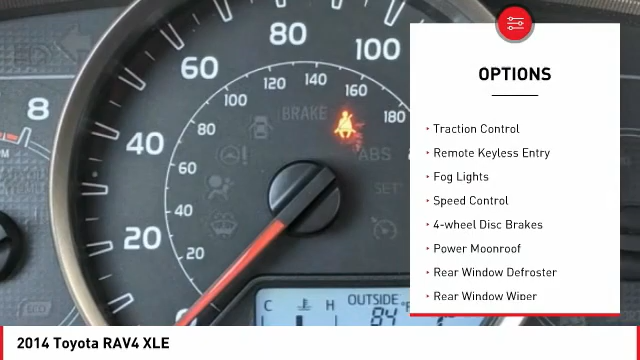 80
100
60
120
140
160
100
180
8
BRAKE
80
40
ABS
60
SET
40
20
20
C
H
OUTSIDE
°F
84
OPTIONS
Traction Control
Remote Keyless Entry
Fog Lights
Speed Control
4-wheel Disc Brakes
Power Moonroof
Rear Window Defroster
Rear Window Wiper
2014 Toyota RAV4 XLE